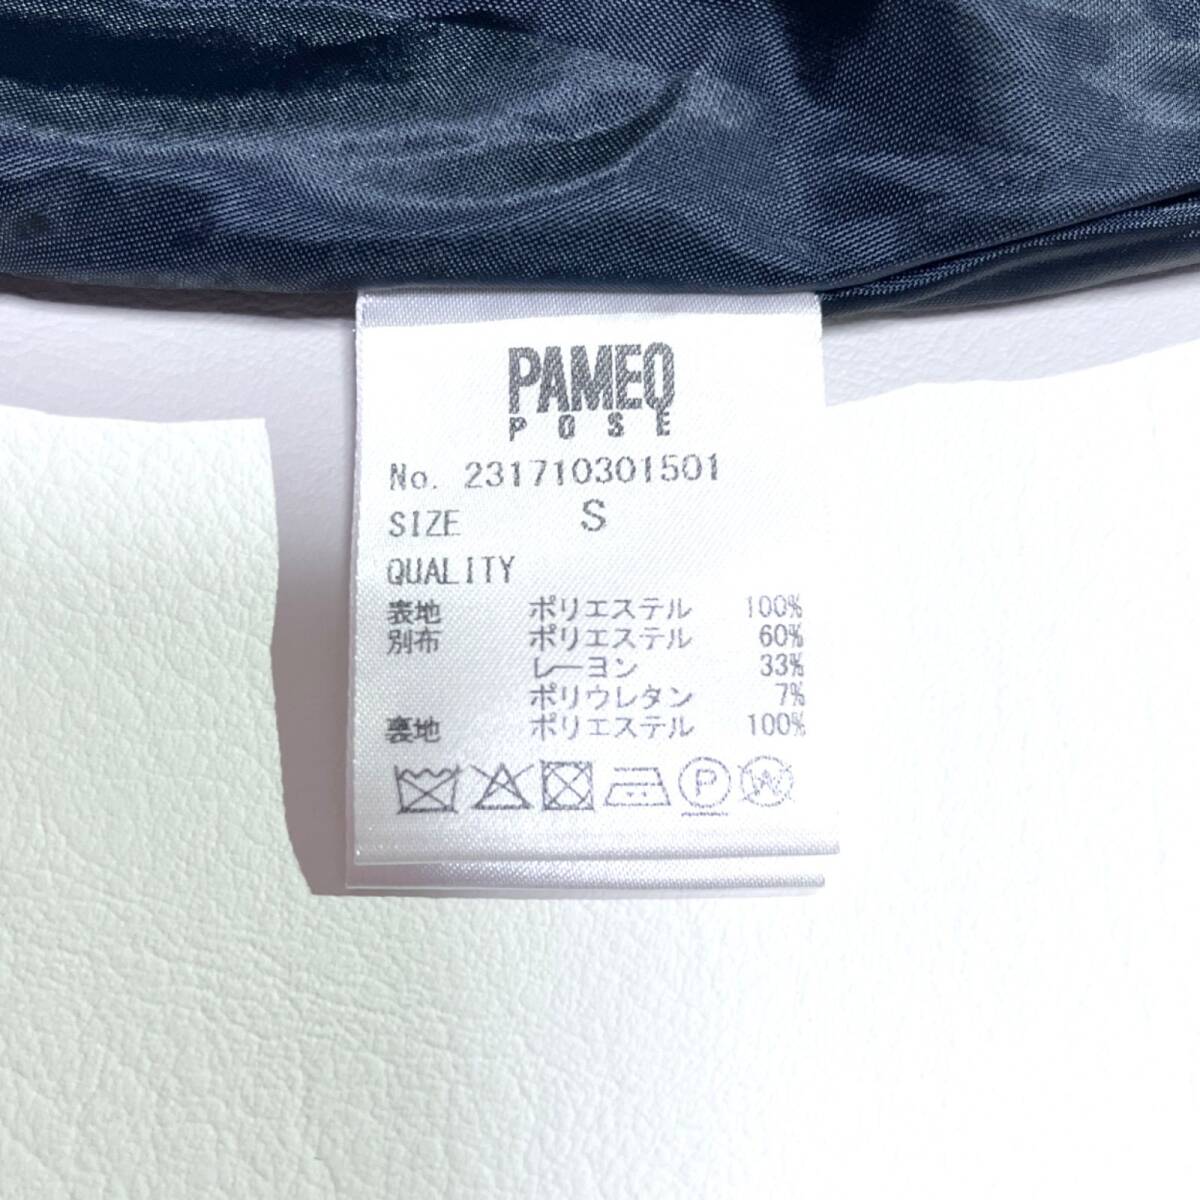 PAMEO
POSE
No. 231710301501
SIZE S
QUALITY
表地 ポリエステル 100%
別布 ポリエステル 60%
レーヨン 33%
ポリウレタン 7%
裏地 ポリエステル 100%
P W